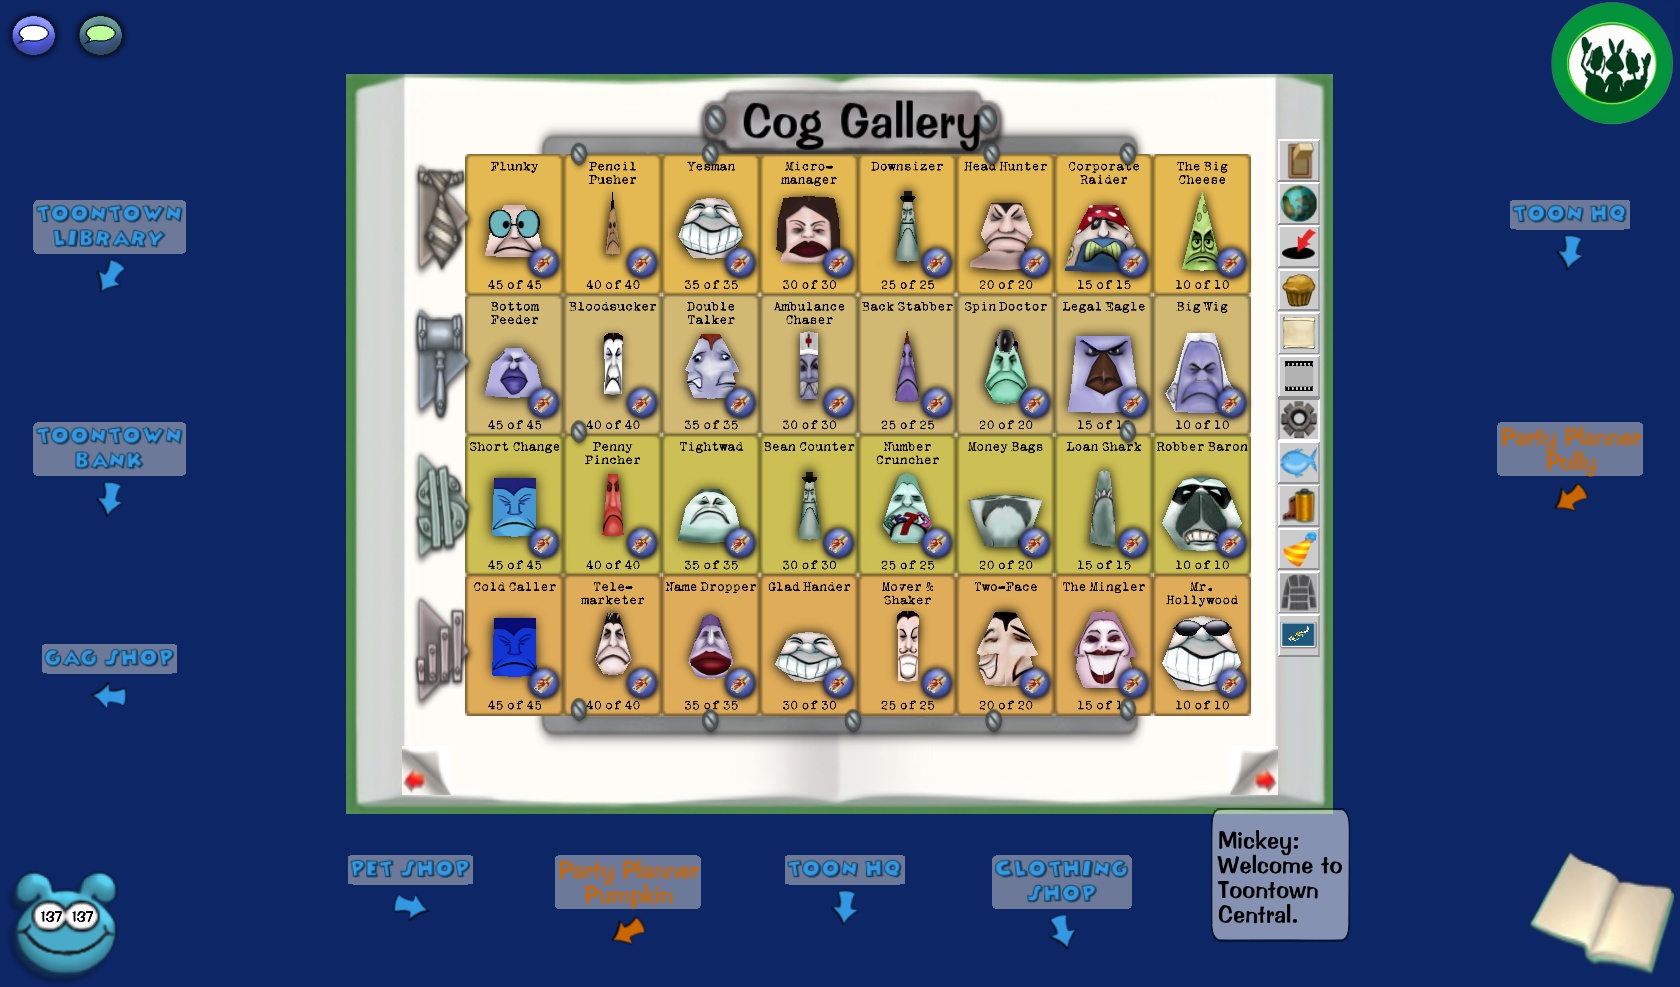 Cog Gallery
Flunky
Pencil
Pusher
Yesman
Micro-
manager
Downsizer
Head Hunter
Corporate
Raider
The Big
Cheese
45 of 45
40 of 40
35 of 35
30 of 30
25 of 25
20 of 20
15 of 15
10 of 10
Bottom
Feeder
Bloodsucker
Double
Talker
Ambulance
Chaser
Back Stabber
Spin Doctor
Legal Eagle
Big Wig
45 of 45
40 of 40
35 of 35
30 of 30
25 of 25
20 of 20
15 of 1
10 of 10
Short Change
Penny
Pincher
Tightwad
Bean Counter
Number
Cruncher
Money Bags
Loan Shark
Robber Baron
45 of 45
40 of 40
35 of 35
30 of 30
25 of 25
20 of 20
15 of 15
10 of 10
Cold Caller
Tele-
marketer
Name Dropper
Glad Hander
Mover &
Shaker
Two-Face
The Mingler
Mr.
Hollywood
45 of 45
40 of 40
35 of 35
30 of 30
25 of 25
20 of 20
15 of 1
10 of 10
TOONTOWN
LIBRARY
TOONTOWN
BANK
GAG SHOP
TOON HQ
Party Planner
Polly
PET SHOP
Party Planner
Pumpkin
TOON HQ
CLOTHING
SHOP
Mickey:
Welcome to
Toontown
Central.
137 137